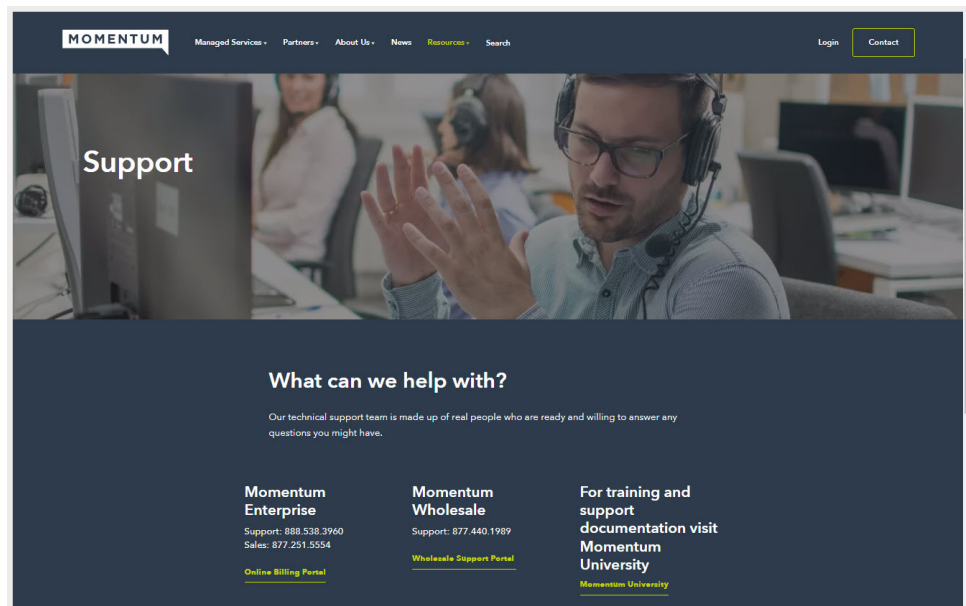 MOMENTUM
Managed Services Partners About Us News Resources Search
Login Contact
Support
What can we help with?
Our technical support team is made up of real people who are ready and willing to answer any
questions you might have.
Momentum
Enterprise
Support: 888.538.3960
Sales: 877.251.5554
Online Billing Portal
Momentum
Wholesale
Support: 877.440.1989
Wholesale Support Portal
For training and
support
documentation visit
Momentum
University
Momentum University